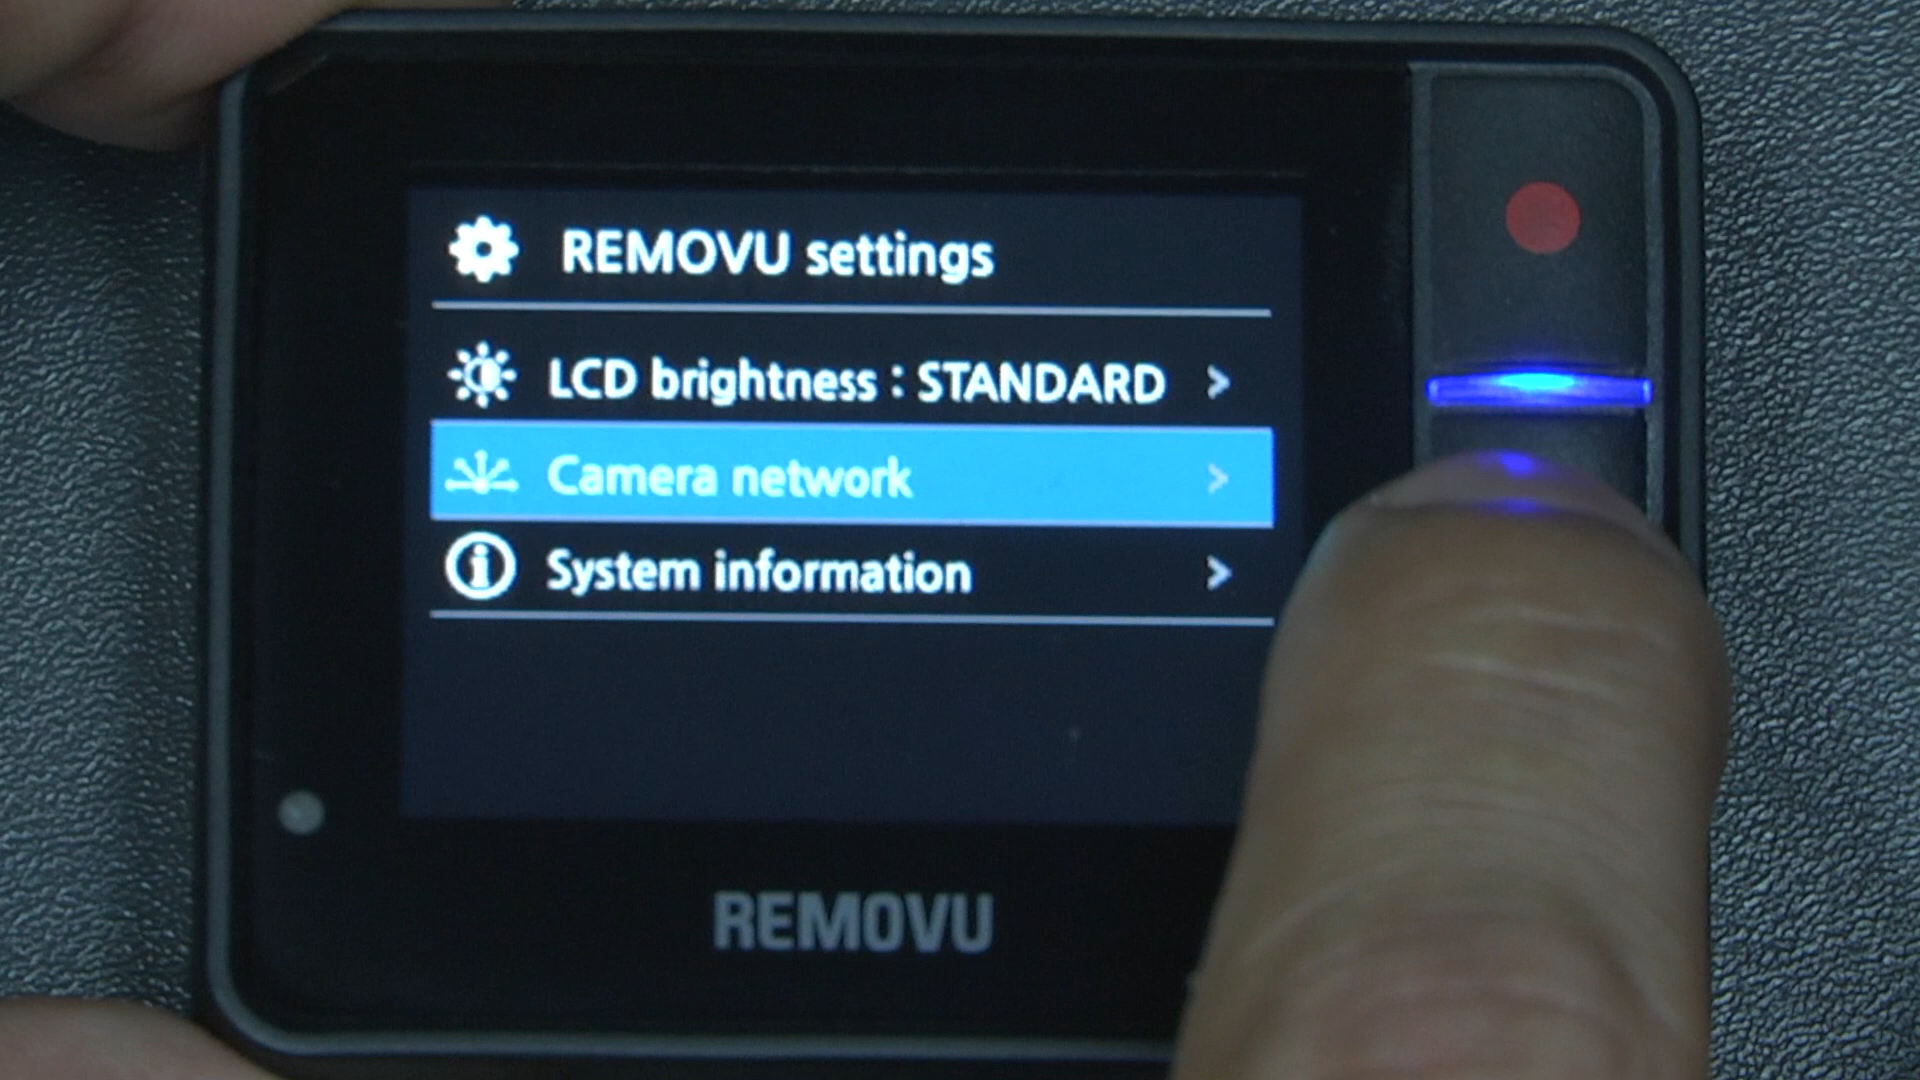 REMOVU settings
LCD brightness : STANDARD >
Camera network >
System information >
REMOVU